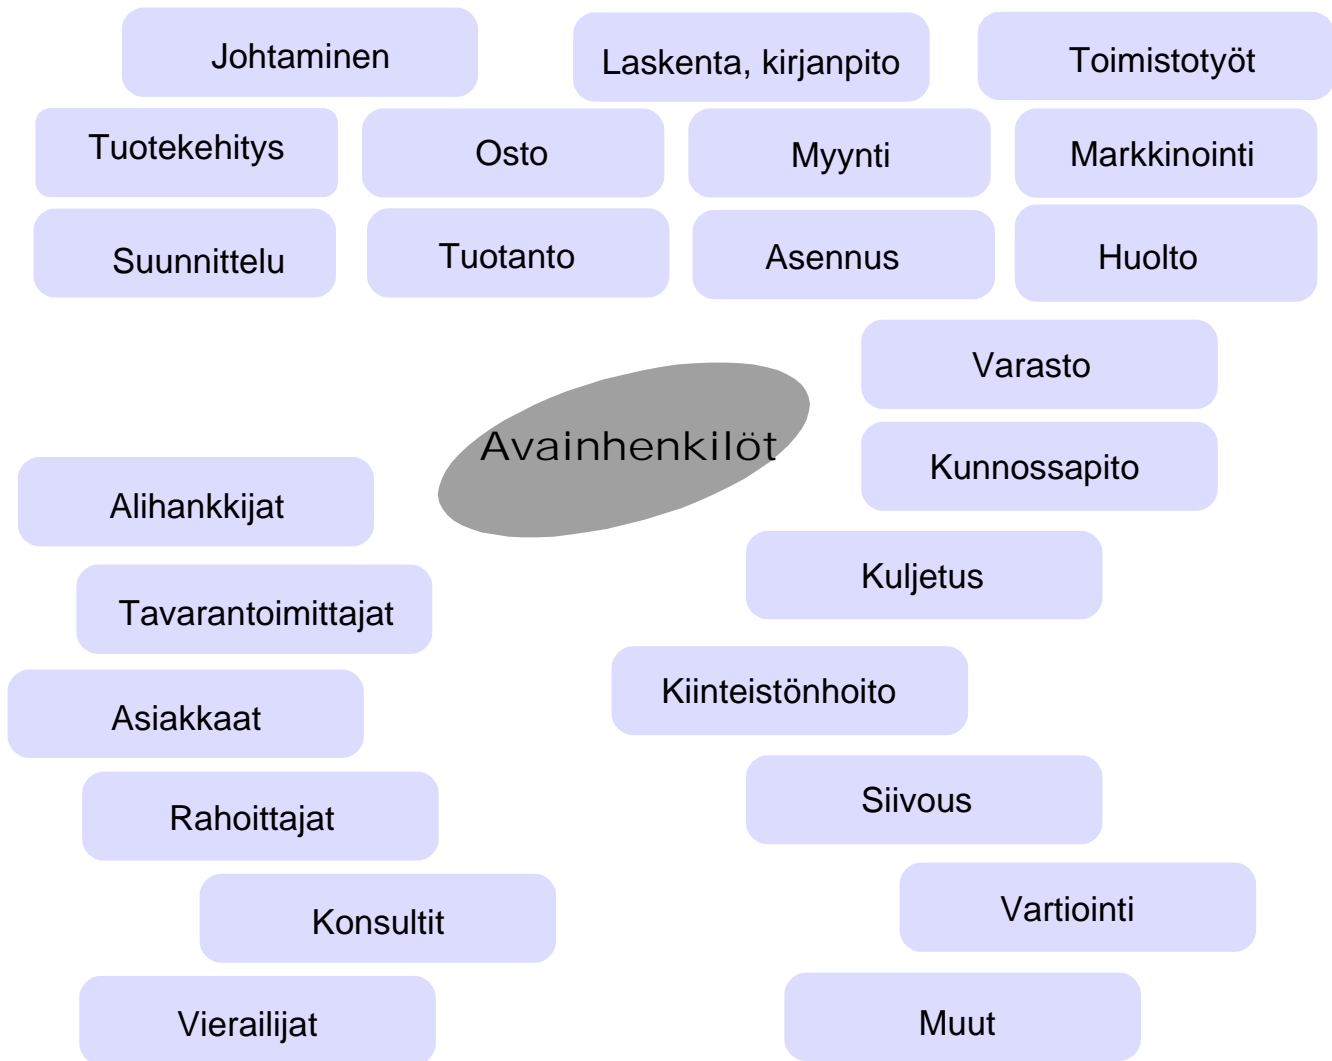 Johtaminen
Laskenta, kirjanpito
Toimistotyöt
Tuotekehitys
Osto
Myynti
Markkinointi
Suunnittelu
Tuotanto
Asennus
Huolto
Varasto
Avainhenkilöt
Kunnossapito
Alihankkijat
Kuljetus
Tavarantoimittajat
Kiinteistönhoito
Asiakkaat
Siivous
Rahoittajat
Vartiointi
Konsultit
Vierailijat
Muut